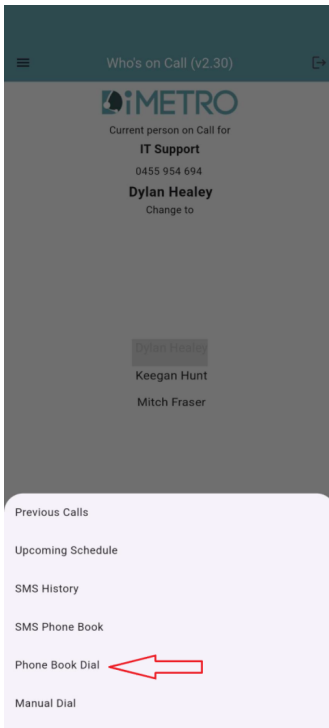 Who's on Call (v2.30)
iMETRO
Current person on Call for
IT Support
0455 954 694
Dylan Healey
Change to
Dylan Healey
Keegan Hunt
Mitch Fraser
Previous Calls
Upcoming Schedule
SMS History
SMS Phone Book
Phone Book Dial
Manual Dial